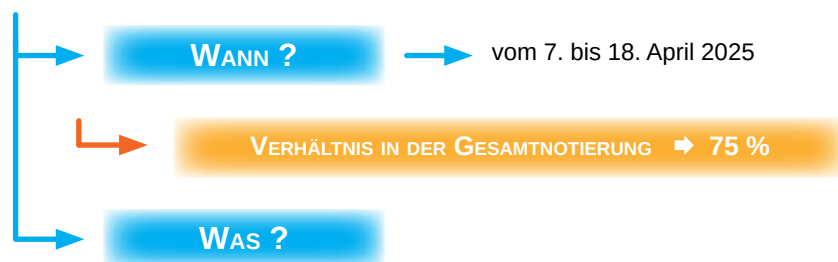 Wann ? vom 7. bis 18. April 2025
Verhältnis in der Gesamtnotierung ➡ 75 %
Was ?